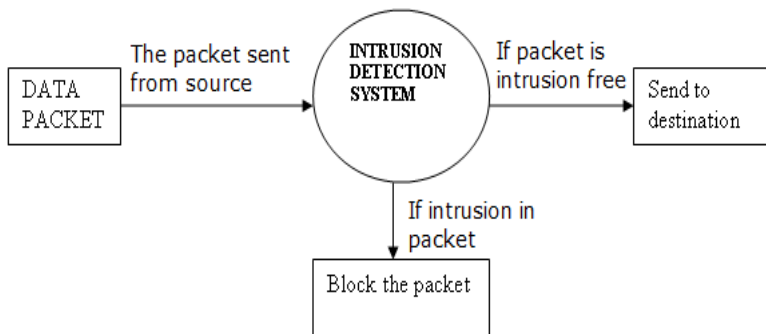 The packet sent
from source
DATA
PACKET
INTRUSION
DETECTION
SYSTEM
If packet is
intrusion free
Send to
destination
If intrusion in
packet
Block the packet